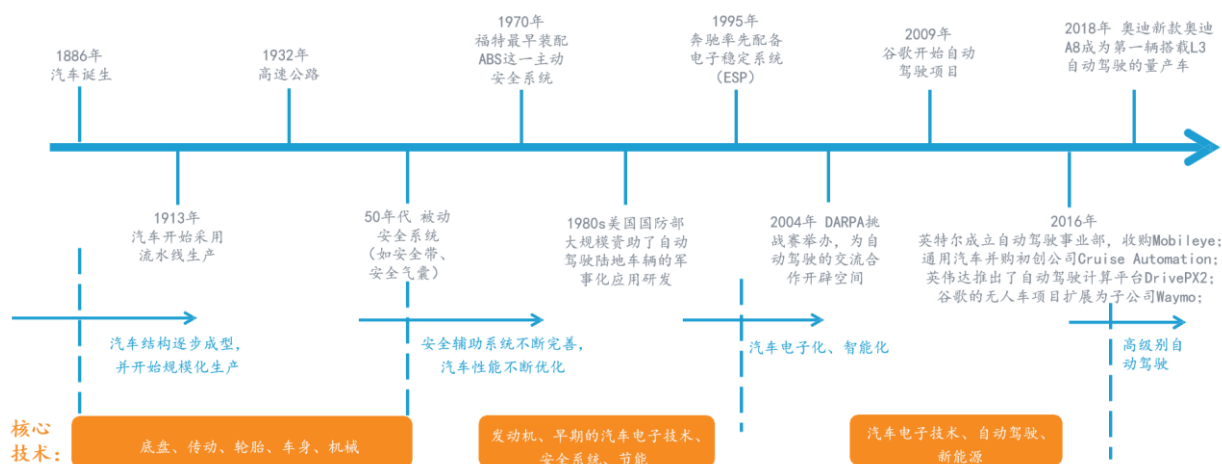 1886年
汽车诞生
1932年
高速公路
1970年
福特最早装配
ABS这一主动
安全系统
1995年
奔驰率先配备
电子稳定系统
（ESP）
2009年
谷歌开始自动
驾驶项目
2018年 奥迪新款奥迪
A8成为第一辆搭载L3
自动驾驶的量产车
1913年
汽车开始采用
流水线生产
50年代 被动
安全系统
（如安全带、
安全气囊）
1980s美国国防部
大规模资助了自动
驾驶陆地车辆的军
事化应用研发
2004年 DARPA挑
战赛举办，为自
动驾驶的交流合
作开辟空间
2016年
英特尔成立自动驾驶事业部，收购Mobileye；
通用汽车并购初创公司Cruise Automation；
英伟达推出了自动驾驶计算平台DrivePX2；
谷歌的无人车项目扩展为子公司Waymo；
汽车结构逐步成型，
并开始规模化生产
安全辅助系统不断完善，
汽车性能不断优化
汽车电子化、智能化
高级别自
动驾驶
核心
技术：
底盘、传动、轮胎、车身、机械
发动机、早期的汽车电子技术、
安全系统、节能
汽车电子技术、自动驾驶、
新能源